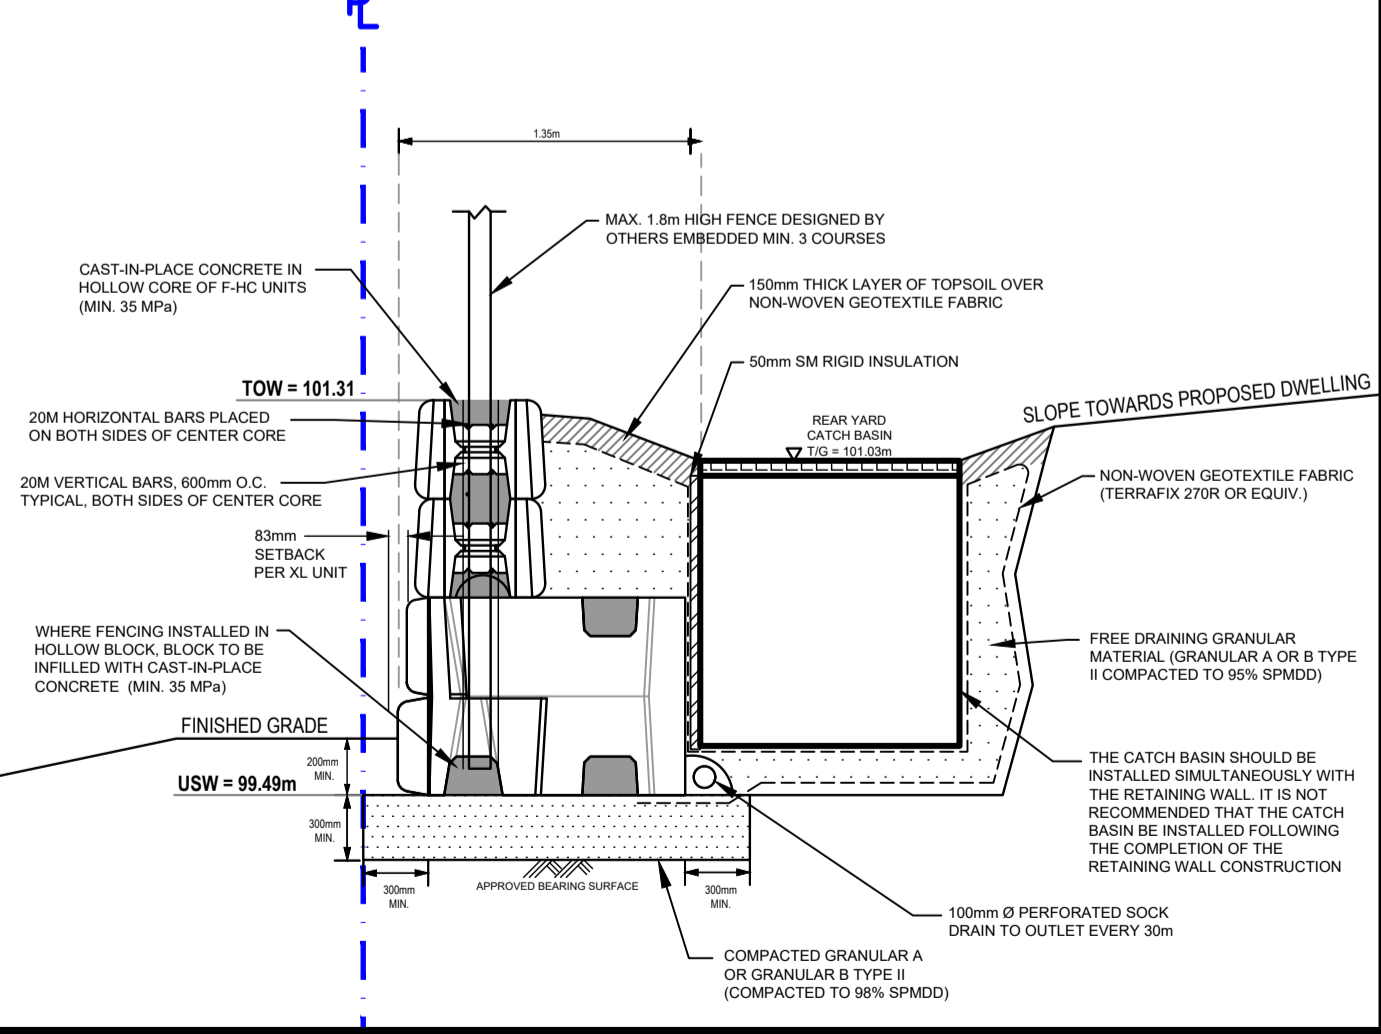 PL
1.35m
MAX. 1.8m HIGH FENCE DESIGNED BY
OTHERS EMBEDDED MIN. 3 COURSES
CAST-IN-PLACE CONCRETE IN
HOLLOW CORE OF F-HC UNITS
(MIN. 35 MPa)
150mm THICK LAYER OF TOPSOIL OVER
NON-WOVEN GEOTEXTILE FABRIC
50mm SM RIGID INSULATION
TOW = 101.31
SLOPE TOWARDS PROPOSED DWELLING
20M HORIZONTAL BARS PLACED
ON BOTH SIDES OF CENTER CORE
REAR YARD
CATCH BASIN
T/G = 101.03m
20M VERTICAL BARS, 600mm O.C.
TYPICAL, BOTH SIDES OF CENTER CORE
NON-WOVEN GEOTEXTILE FABRIC
(TERRAFIX 270R OR EQUIV.)
83mm
SETBACK
PER XL UNIT
WHERE FENCING INSTALLED IN
HOLLOW BLOCK, BLOCK TO BE
INFILLED WITH CAST-IN-PLACE
CONCRETE (MIN. 35 MPa)
FREE DRAINING GRANULAR
MATERIAL (GRANULAR A OR B TYPE
II COMPACTED TO 95% SPMDD)
FINISHED GRADE
200mm
MIN.
USW = 99.49m
THE CATCH BASIN SHOULD BE
INSTALLED SIMULTANEOUSLY WITH
THE RETAINING WALL. IT IS NOT
RECOMMENDED THAT THE CATCH
BASIN BE INSTALLED FOLLOWING
THE COMPLETION OF THE
RETAINING WALL CONSTRUCTION
300mm
MIN.
300mm
MIN.
APPROVED BEARING SURFACE
300mm
MIN.
100mm Ø PERFORATED SOCK
DRAIN TO OUTLET EVERY 30m
COMPACTED GRANULAR A
OR GRANULAR B TYPE II
(COMPACTED TO 98% SPMDD)